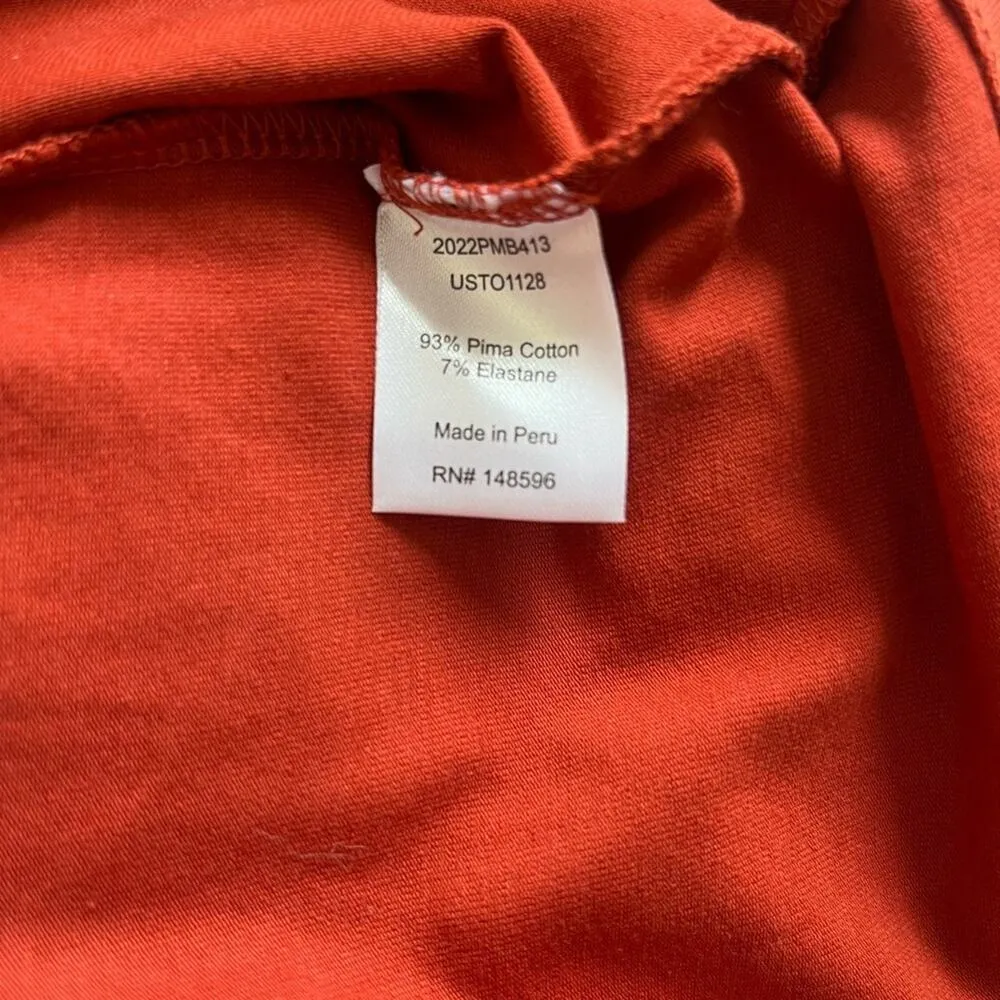 2022PMB413
USTO1128
93% Pima Cotton
7% Elastane
Made in Peru
RN# 148596